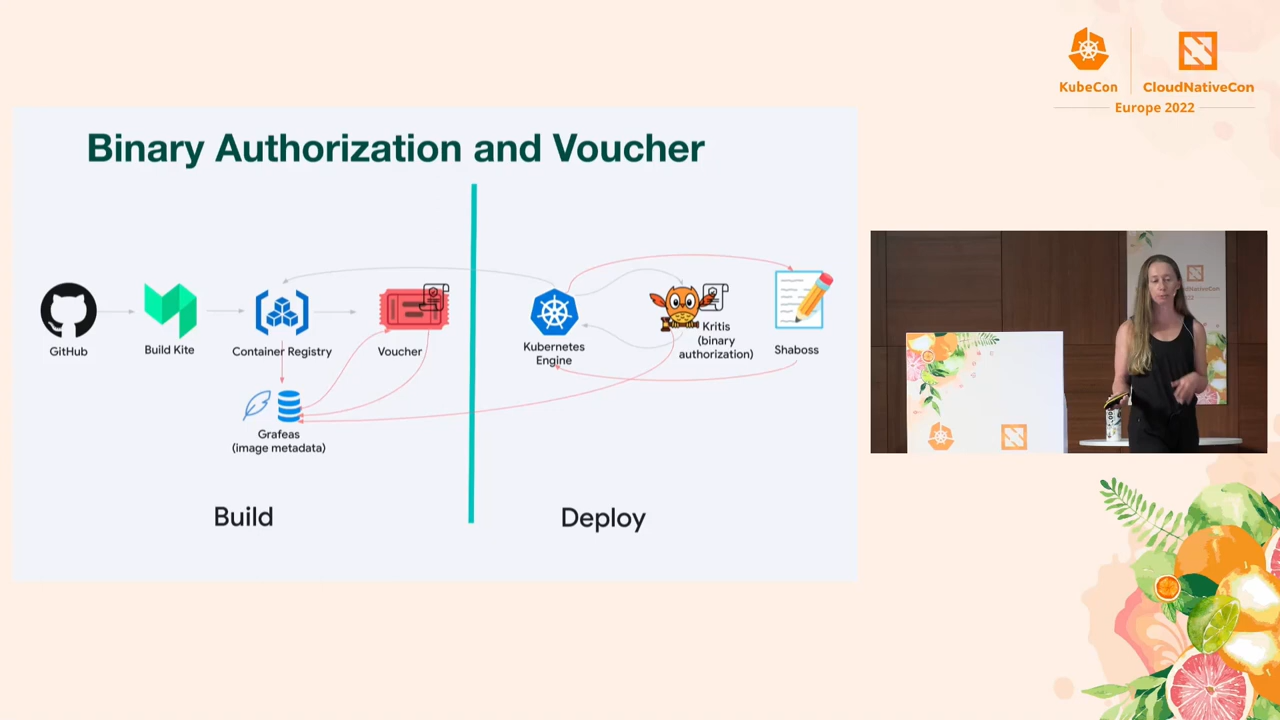 KubeCon
CloudNativeCon
Europe 2022
Binary Authorization and Voucher
GitHub
Build Kite
Container Registry
Voucher
Grafeas
(image metadata)
Kubernetes
Engine
Kritis
(binary
authorization)
Shaboss
Build
Deploy